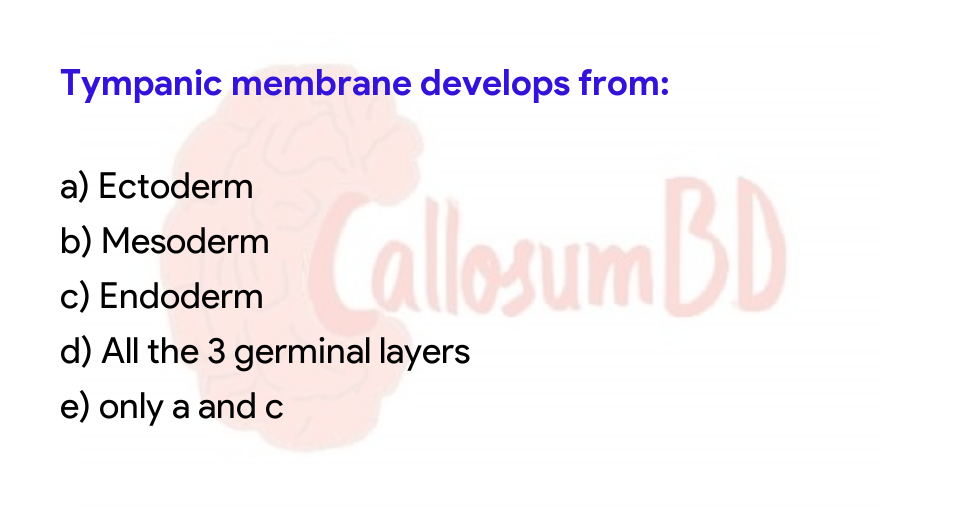 Tympanic membrane develops from:
a) Ectoderm
b) Mesoderm
c) Endoderm
d) All the 3 germinal layers
e) only a and c
CallosumBD